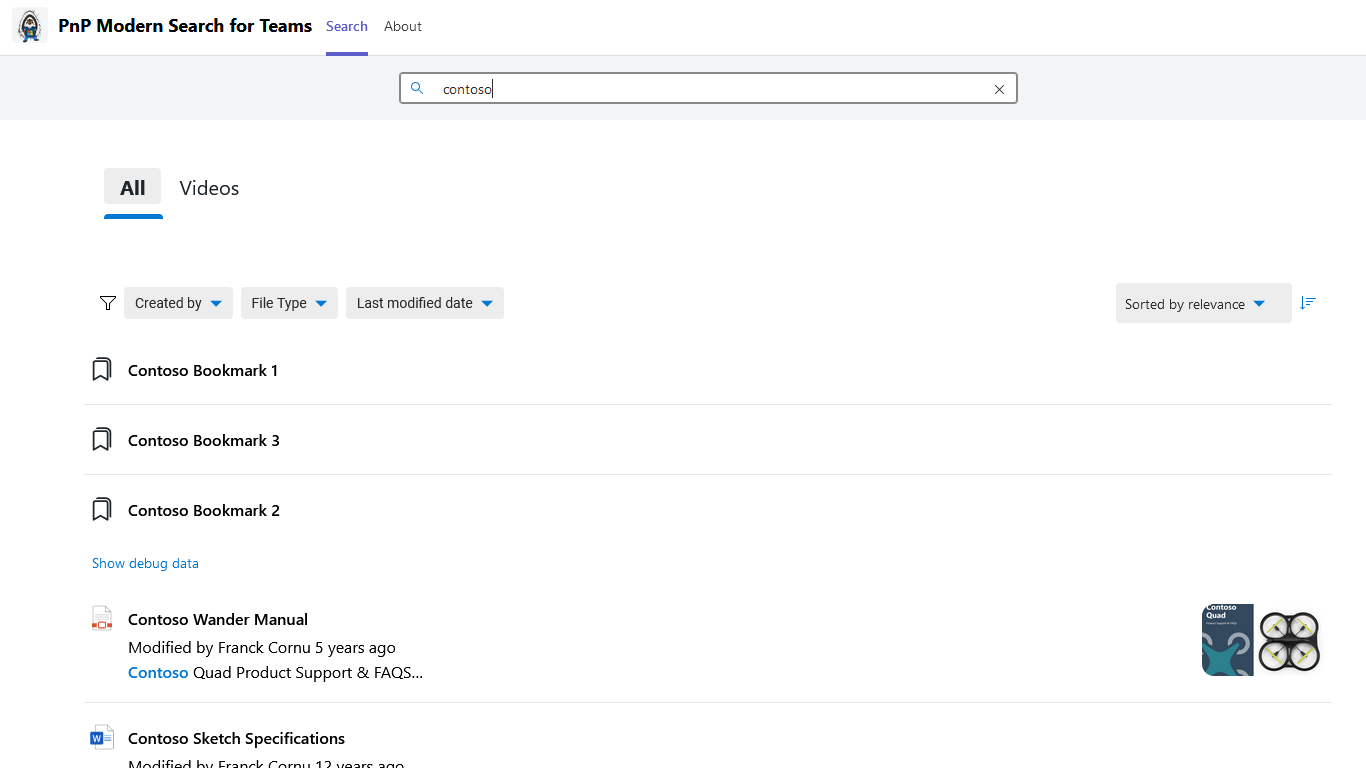 PnP Modern Search for Teams Search About
contoso
All Videos
Created by File Type Last modified date Sorted by relevance
Contoso Bookmark 1
Contoso Bookmark 3
Contoso Bookmark 2
Show debug data
Contoso Wander Manual
Modified by Franck Cornu 5 years ago
Contoso Quad Product Support & FAQS...
Contoso
Quad
Product Support & FAQS
W
Contoso Sketch Specifications
Modified by Franck Cornu 12 years ago